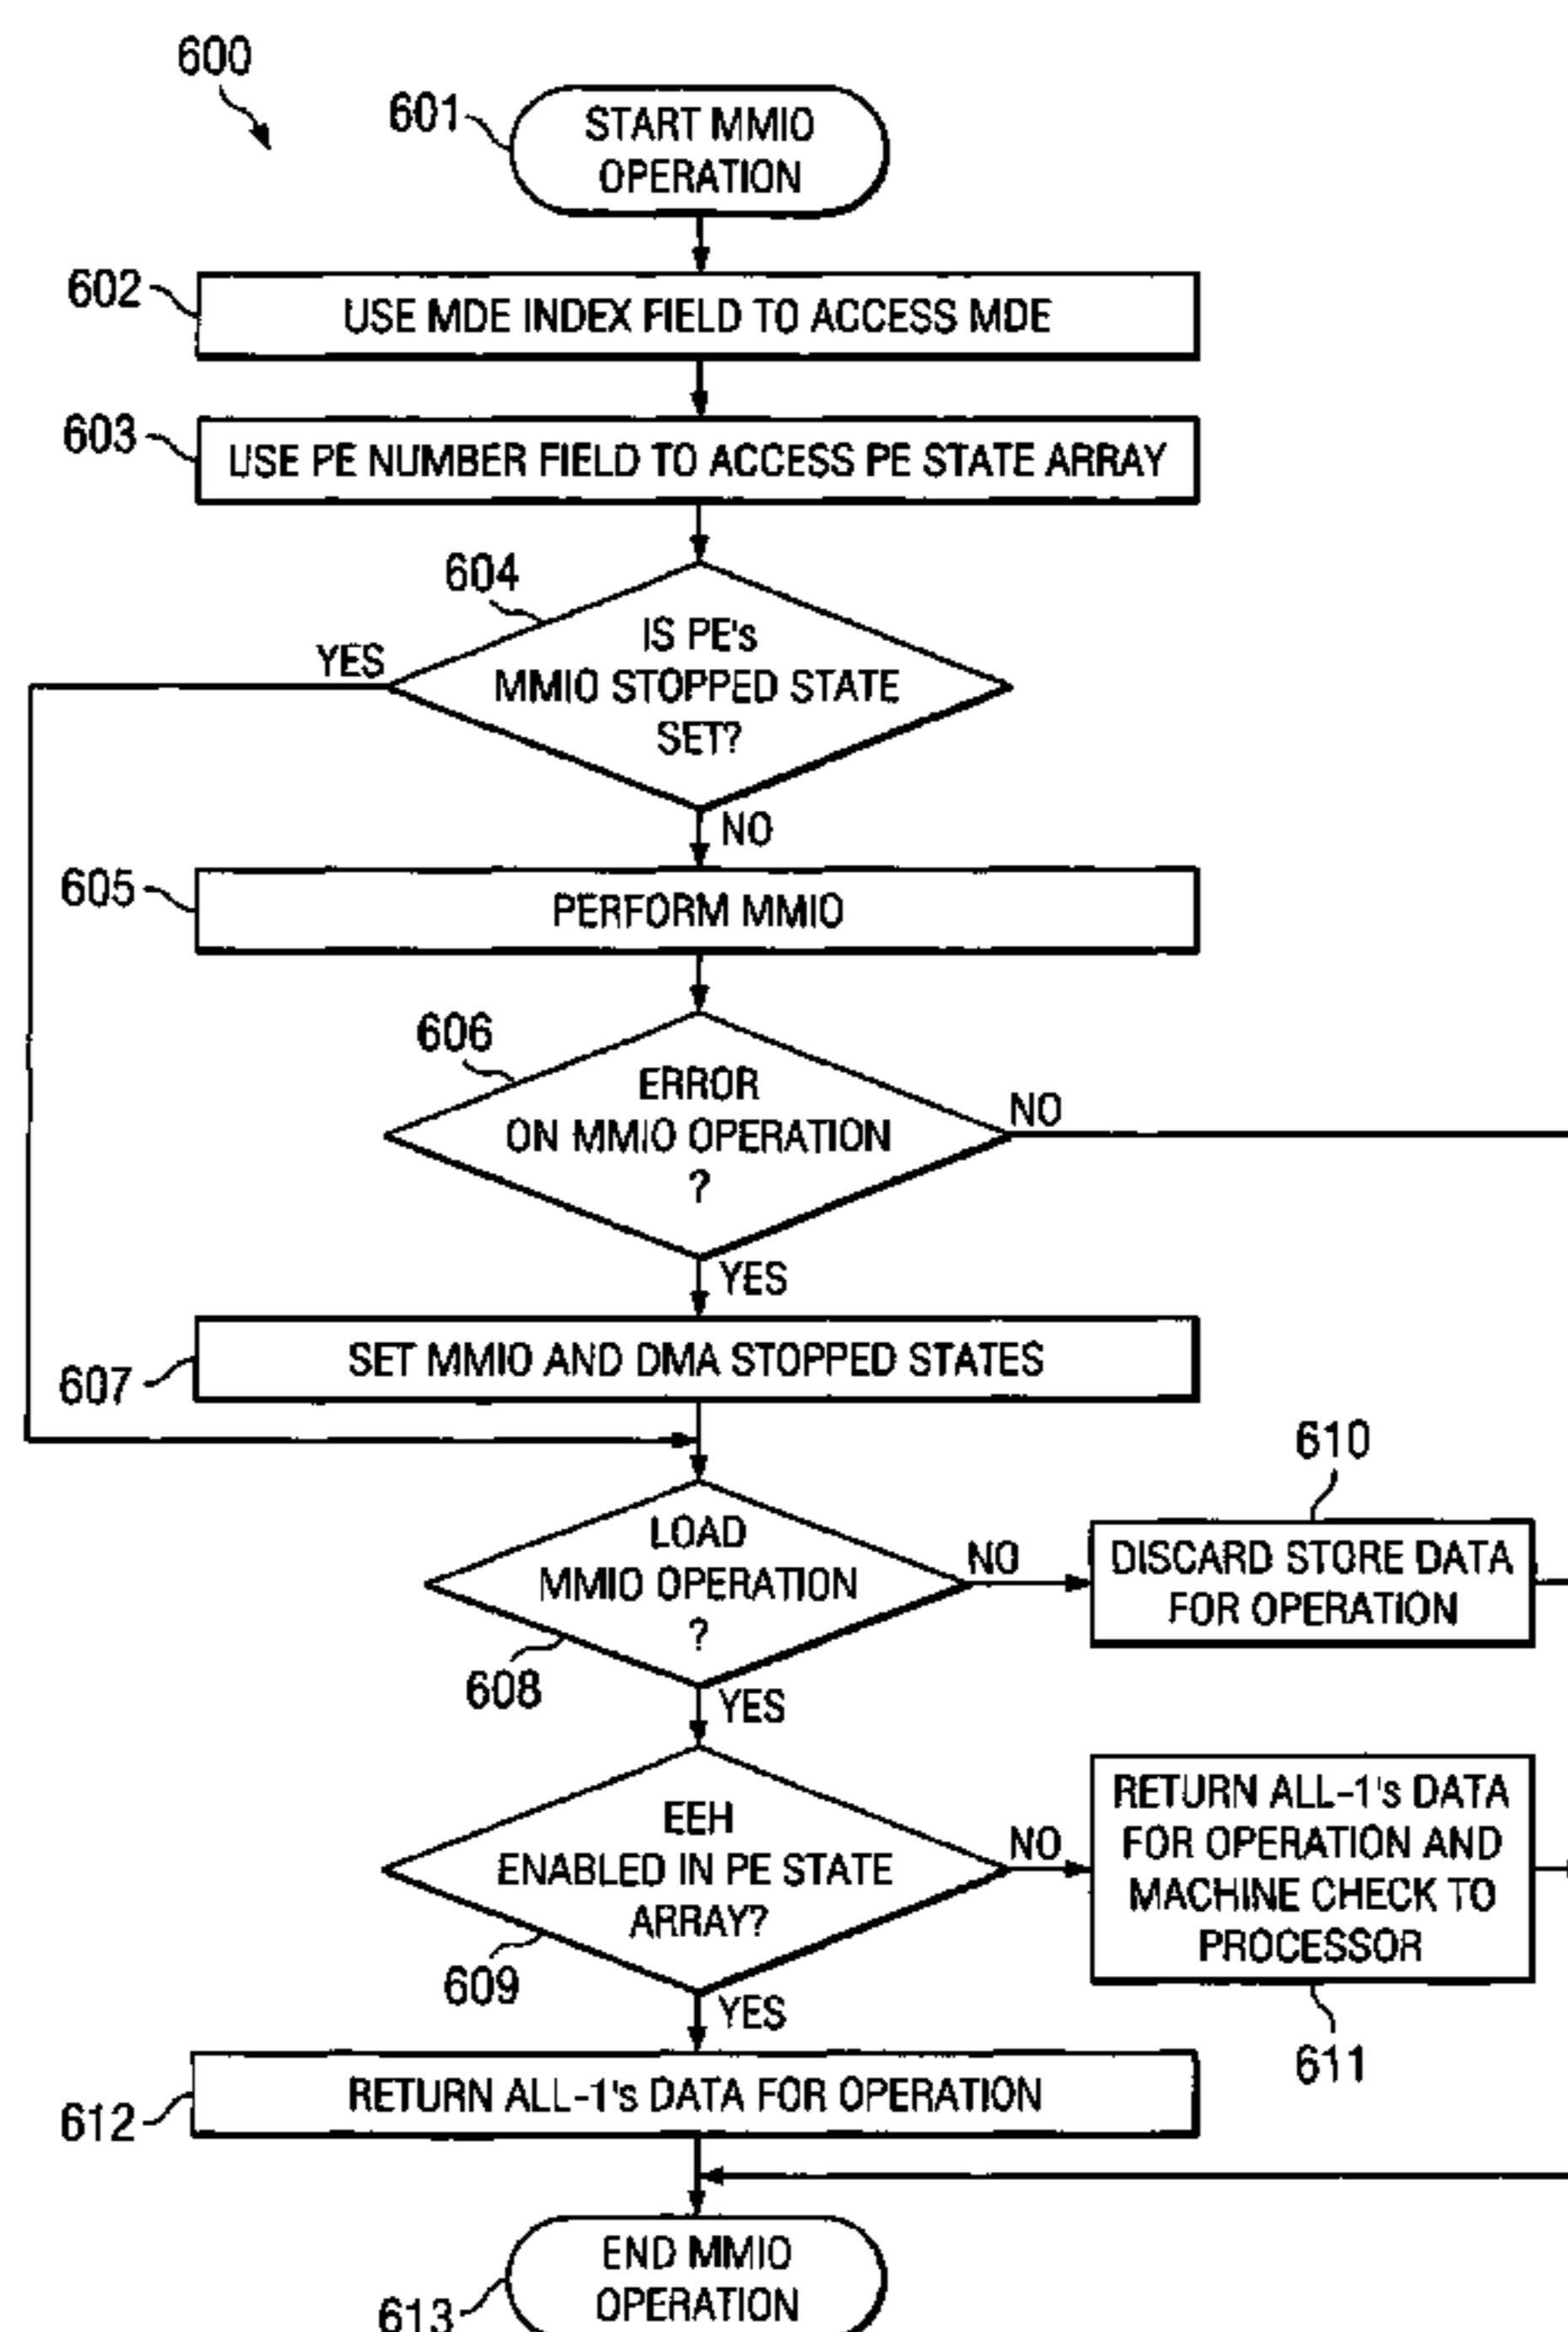 600
601
START MMIO
OPERATION
602
USE MDE INDEX FIELD TO ACCESS MDE
603
USE PE NUMBER FIELD TO ACCESS PE STATE ARRAY
604
IS PE's
MMIO STOPPED STATE
SET?
YES
NO
605
PERFORM MMIO
606
ERROR
ON MMIO OPERATION
?
NO
YES
607
SET MMIO AND DMA STOPPED STATES
608
LOAD
MMIO OPERATION
?
NO
610
DISCARD STORE DATA
FOR OPERATION
YES
609
EEH
ENABLED IN PE STATE
ARRAY?
NO
RETURN ALL-1's DATA
FOR OPERATION AND
MACHINE CHECK TO
PROCESSOR
611
YES
612
RETURN ALL-1's DATA FOR OPERATION
613
END MMIO
OPERATION